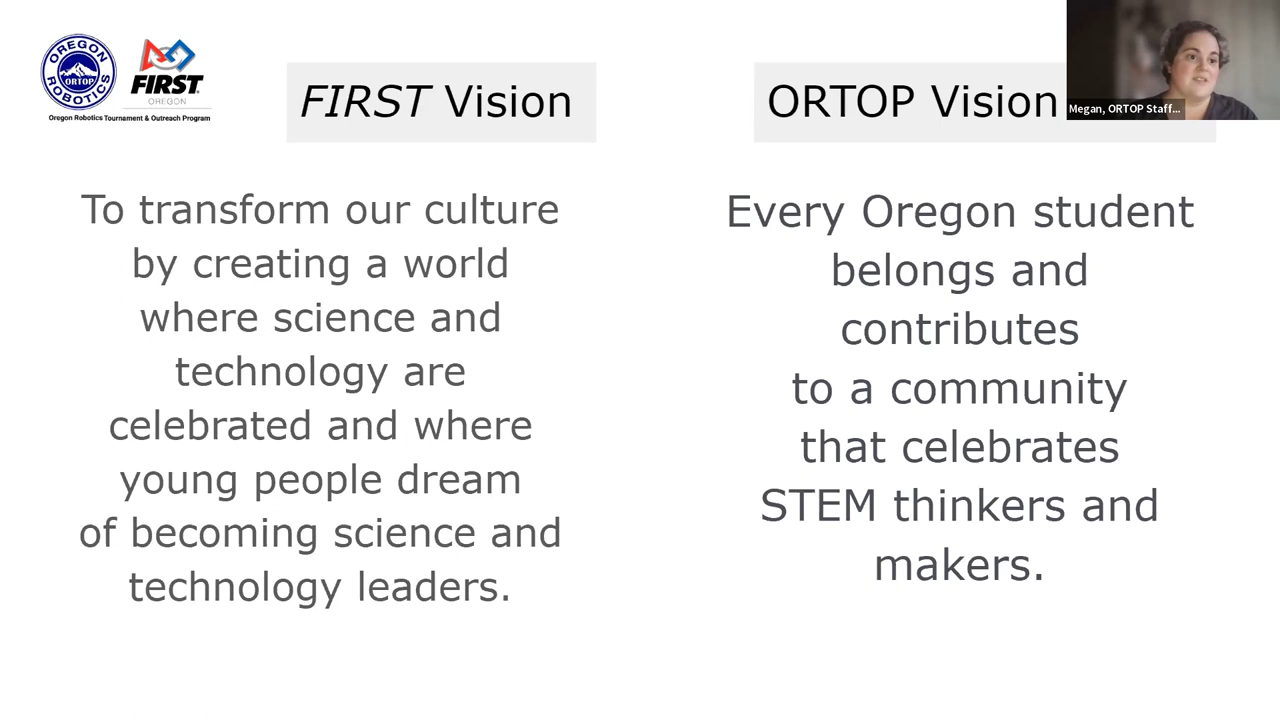 OREGON
ROBOTICS
ORTOP
FIRST
OREGON
Oregon Robotics Tournament & Outreach Program
FIRST Vision
To transform our culture
by creating a world
where science and
technology are
celebrated and where
young people dream
of becoming science and
technology leaders.
ORTOP Vision
Every Oregon student
belongs and
contributes
to a community
that celebrates
STEM thinkers and
makers.
Megan, ORTOP Staff...